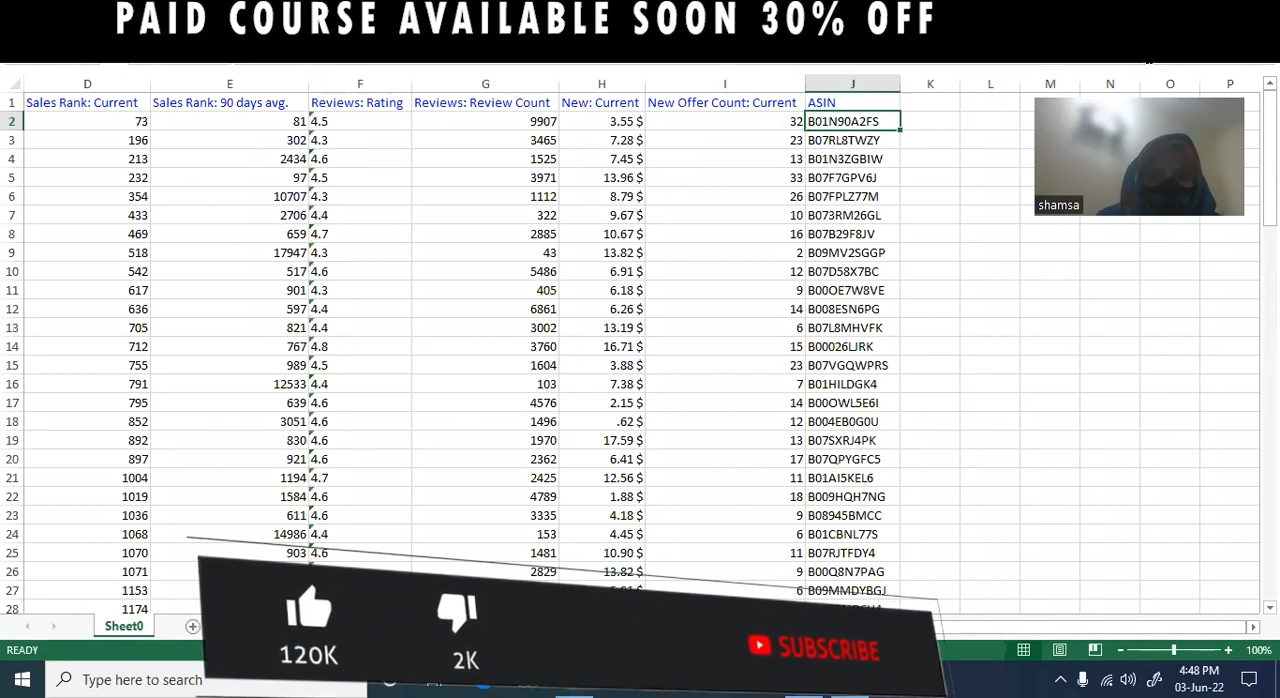 PAID COURSE AVAILABLE SOON 30% OFF
D E F G H I J K L M N O P
1 Sales Rank: Current Sales Rank: 90 days avg. Reviews: Rating Reviews: Review Count New: Current New Offer Count: Current ASIN
2 73 81 4.5 9907 3.55 $ 32 B01N90A2FS
3 196 302 4.3 3465 7.28 $ 23 B07RL8TWZY
4 213 2434 4.6 1525 7.45 $ 13 B01N3ZGBIW
5 232 97 4.5 3971 13.96 $ 33 B07F7GPV6J
6 354 10707 4.3 1112 8.79 $ 26 B07FPLZ77M
7 433 2706 4.4 322 9.67 $ 10 B073RM26GL
shamsa
8 469 659 4.7 2885 10.67 $ 16 B07B29F8JV
9 518 17947 4.3 43 13.82 $ 2 B09MV2SGGP
10 542 517 4.6 5486 6.91 $ 12 B07D58X7BC
11 617 901 4.3 405 6.18 $ 9 B00OE7W8VE
12 636 597 4.4 6861 6.26 $ 14 B008ESN6PG
13 705 821 4.4 3002 13.19 $ 6 B07L8MHVFK
14 712 767 4.8 3760 16.71 $ 15 B00026LJRK
15 755 989 4.5 1604 3.88 $ 23 B07VGQWPRS
16 791 12533 4.4 103 7.38 $ 7 B01HILDGK4
17 795 639 4.6 4576 2.15 $ 14 B00OWL5E6I
18 852 3051 4.6 1496 .62 $ 12 B004EB0G0U
19 892 830 4.6 1970 17.59 $ 13 B07SXRJ4PK
20 897 921 4.6 2362 6.41 $ 17 B07QPYGFC5
21 1004 1194 4.7 2425 12.56 $ 11 B01AI5KEL6
22 1019 1584 4.6 4789 1.88 $ 18 B009HQH7NG
23 1036 611 4.6 3335 4.18 $ 9 B08945BMCC
24 1068 14986 4.4 153 4.45 $ 6 B01CBNL77S
25 1070 903 4.6 1481 10.90 $ 11 B07RJTFDY4
26 1071 2829 13.82 $ 9 B00Q8N7PAG
27 1153 6 B09MMDYBGJ
28 1174
Sheet0
120K 2K SUBSCRIBE
READY 100%
Type here to search
4:48 PM
03-Jun-22